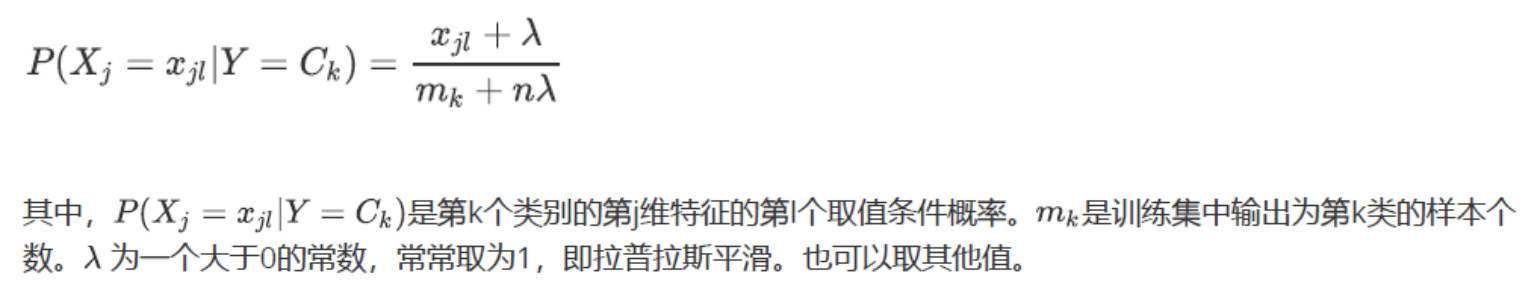 P(X_j = x_{jl}|Y = C_k) = \frac{x_{jl} + λ}{m_k + nλ}
其中，P(X_j = x_{jl}|Y = C_k)是第k个类别的第j维特征的第l个取值条件概率。m_k是训练集中输出为第k类的样本个
数。λ 为一个大于0的常数，常常取为1，即拉普拉斯平滑。也可以取其他值。